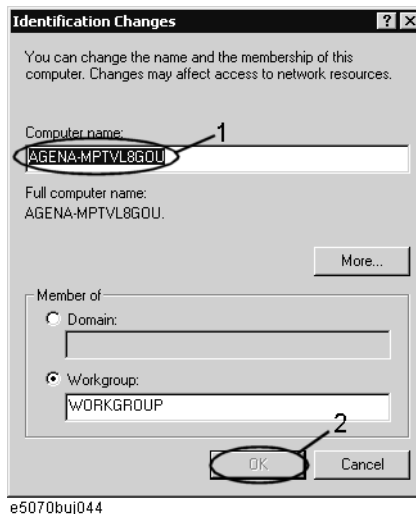 Identification Changes
You can change the name and the membership of this
computer. Changes may affect access to network resources.
Computer name:
1
AGENA-MPTVL8GOU
Full computer name:
AGENA-MPTVL8GOU.
More...
Member of
Domain:
Workgroup:
WORKGROUP
2
OK
Cancel
e5070buj044